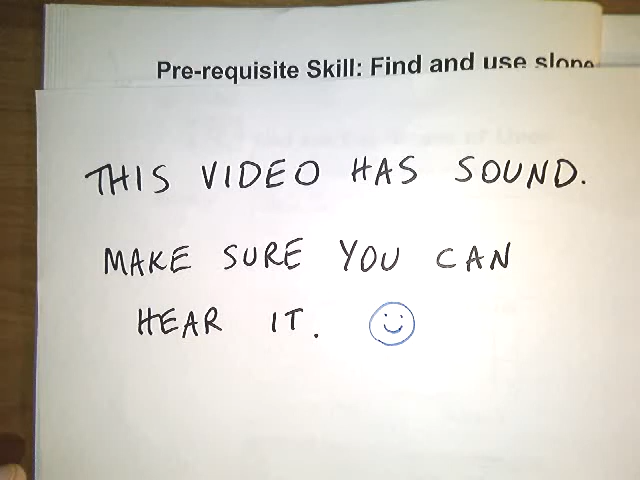 Pre-requisite Skill: Find and use slope
THIS VIDEO HAS SOUND.
MAKE SURE YOU CAN
HEAR IT.